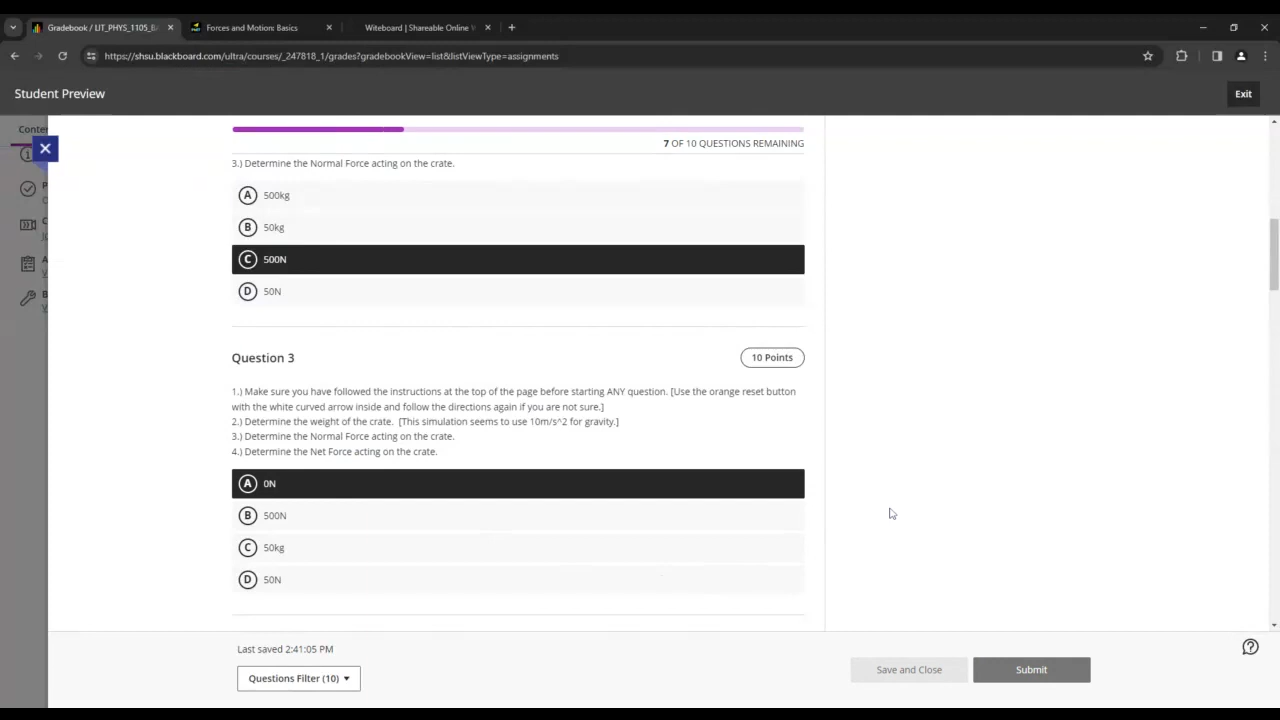 Gradebook / LIT_PHYS_1105_B
Forces and Motion: Basics
Witeboard | Shareable Online
https://shsu.blackboard.com/ultra/courses/_247818_1/grades?gradebookView=list&listViewType=assignments
Student Preview
Exit
Conter
7 OF 10 QUESTIONS REMAINING
3.) Determine the Normal Force acting on the crate.
A 500kg
B 50kg
C 500N
D 50N
Question 3
10 Points
1.) Make sure you have followed the instructions at the top of the page before starting ANY question. [Use the orange reset button
with the white curved arrow inside and follow the directions again if you are not sure.]
2.) Determine the weight of the crate. [This simulation seems to use 10m/s^2 for gravity.]
3.) Determine the Normal Force acting on the crate.
4.) Determine the Net Force acting on the crate.
A 0N
B 500N
C 50kg
D 50N
Last saved 2:41:05 PM
Questions Filter (10)
Save and Close
Submit